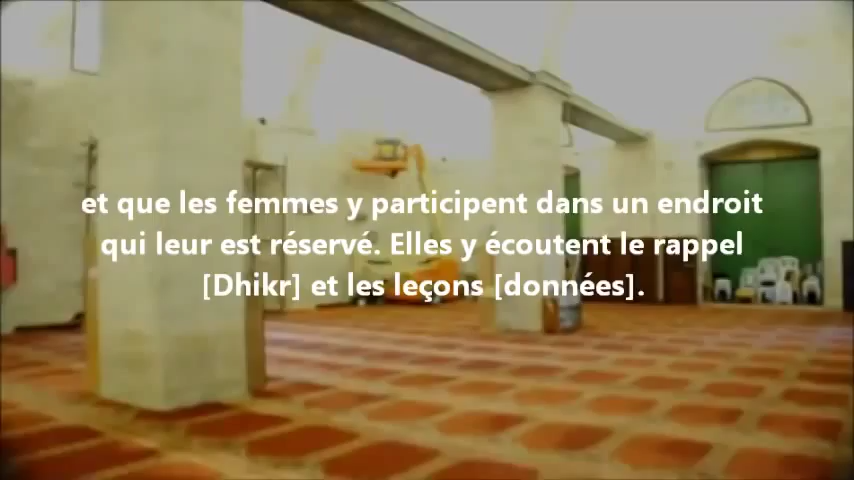 et que les femmes y participent dans un endroit
qui leur est réservé. Elles y écoutent le rappel
[Dhikr] et les leçons [données].